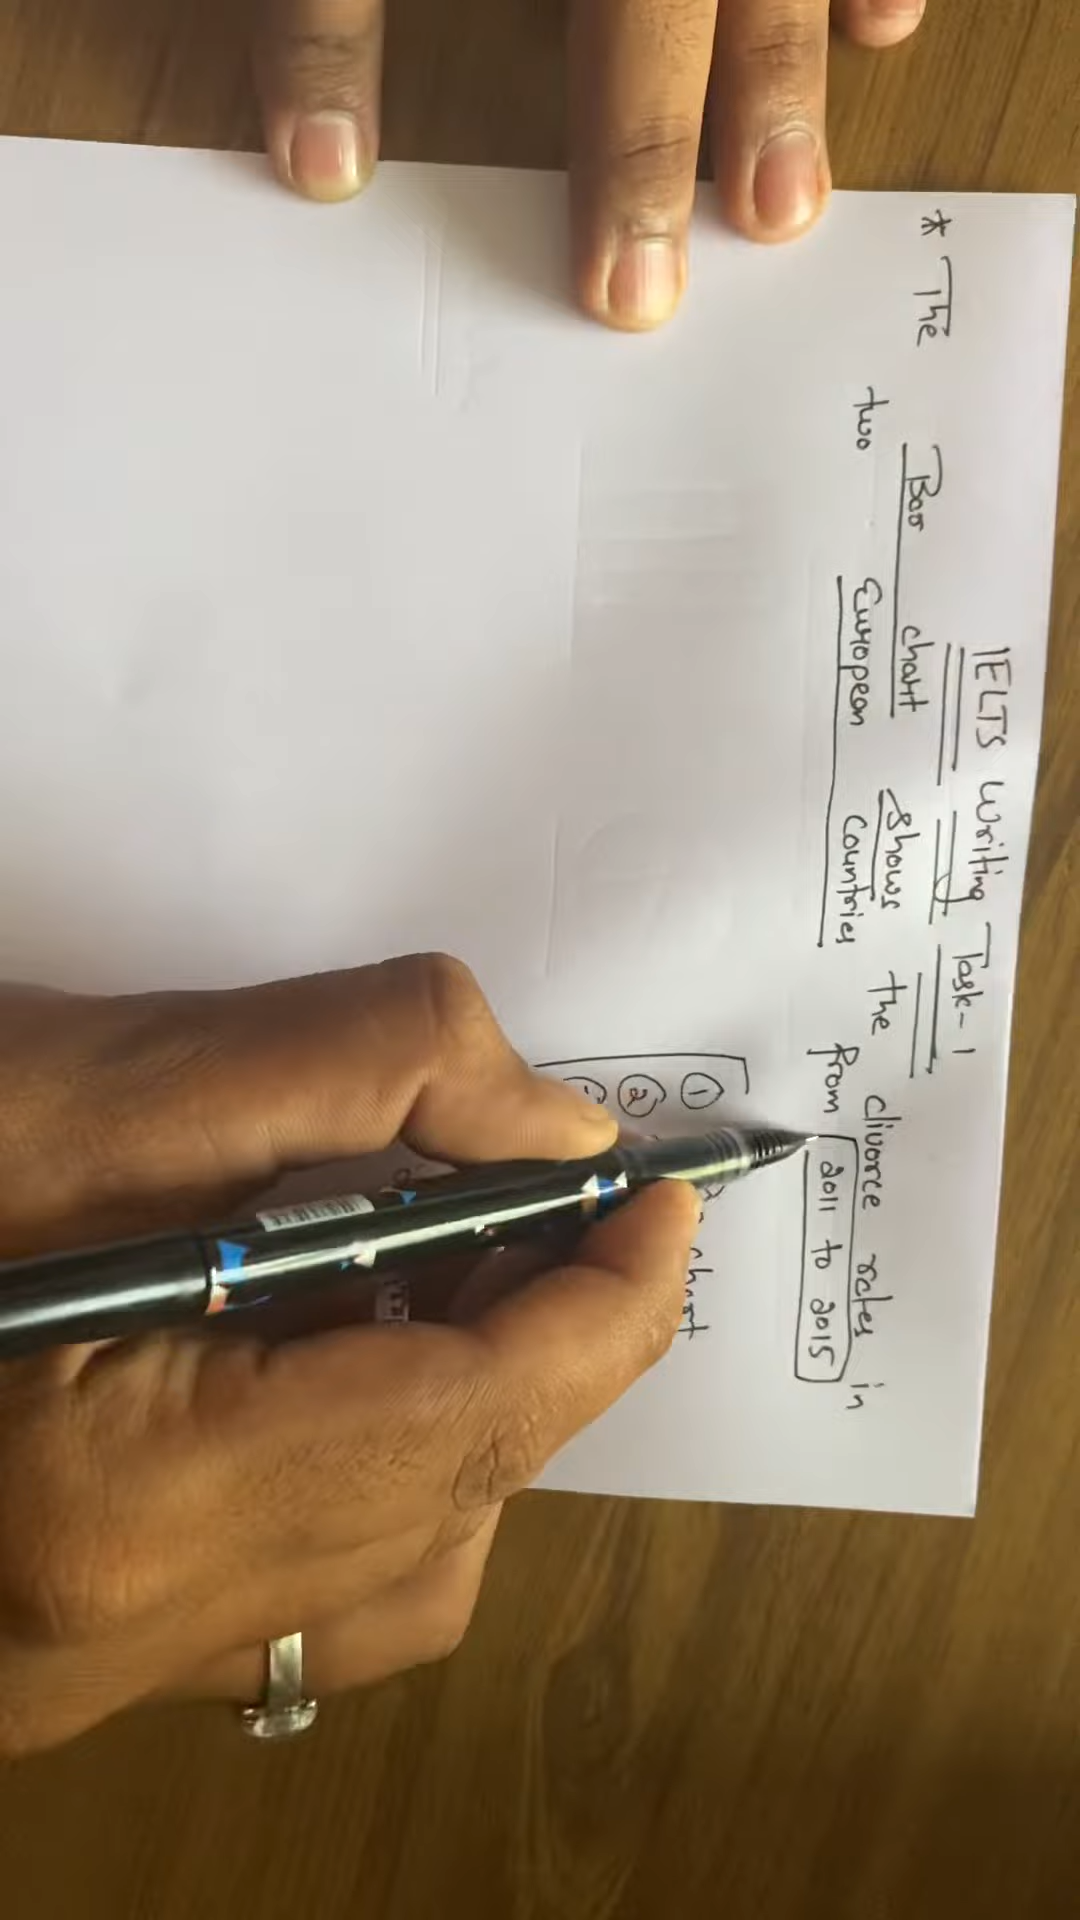 IELTS Writing Task-1
* The Bar chart shows the divorce rates in
two European countries from 2011 to 2015
1 chart
2